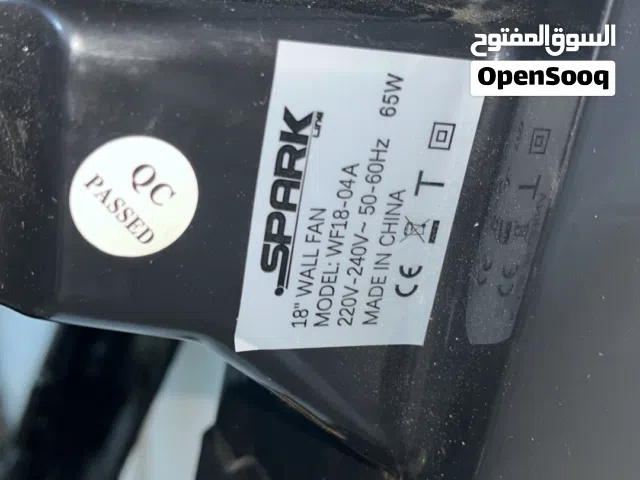 السوق المفتوح
OpenSooq
QC
PASSED
SPARK
LINE
18" WALL FAN
MODEL: WF18-04A
220V-240V~ 50-60Hz 65W
MADE IN CHINA
CE
T